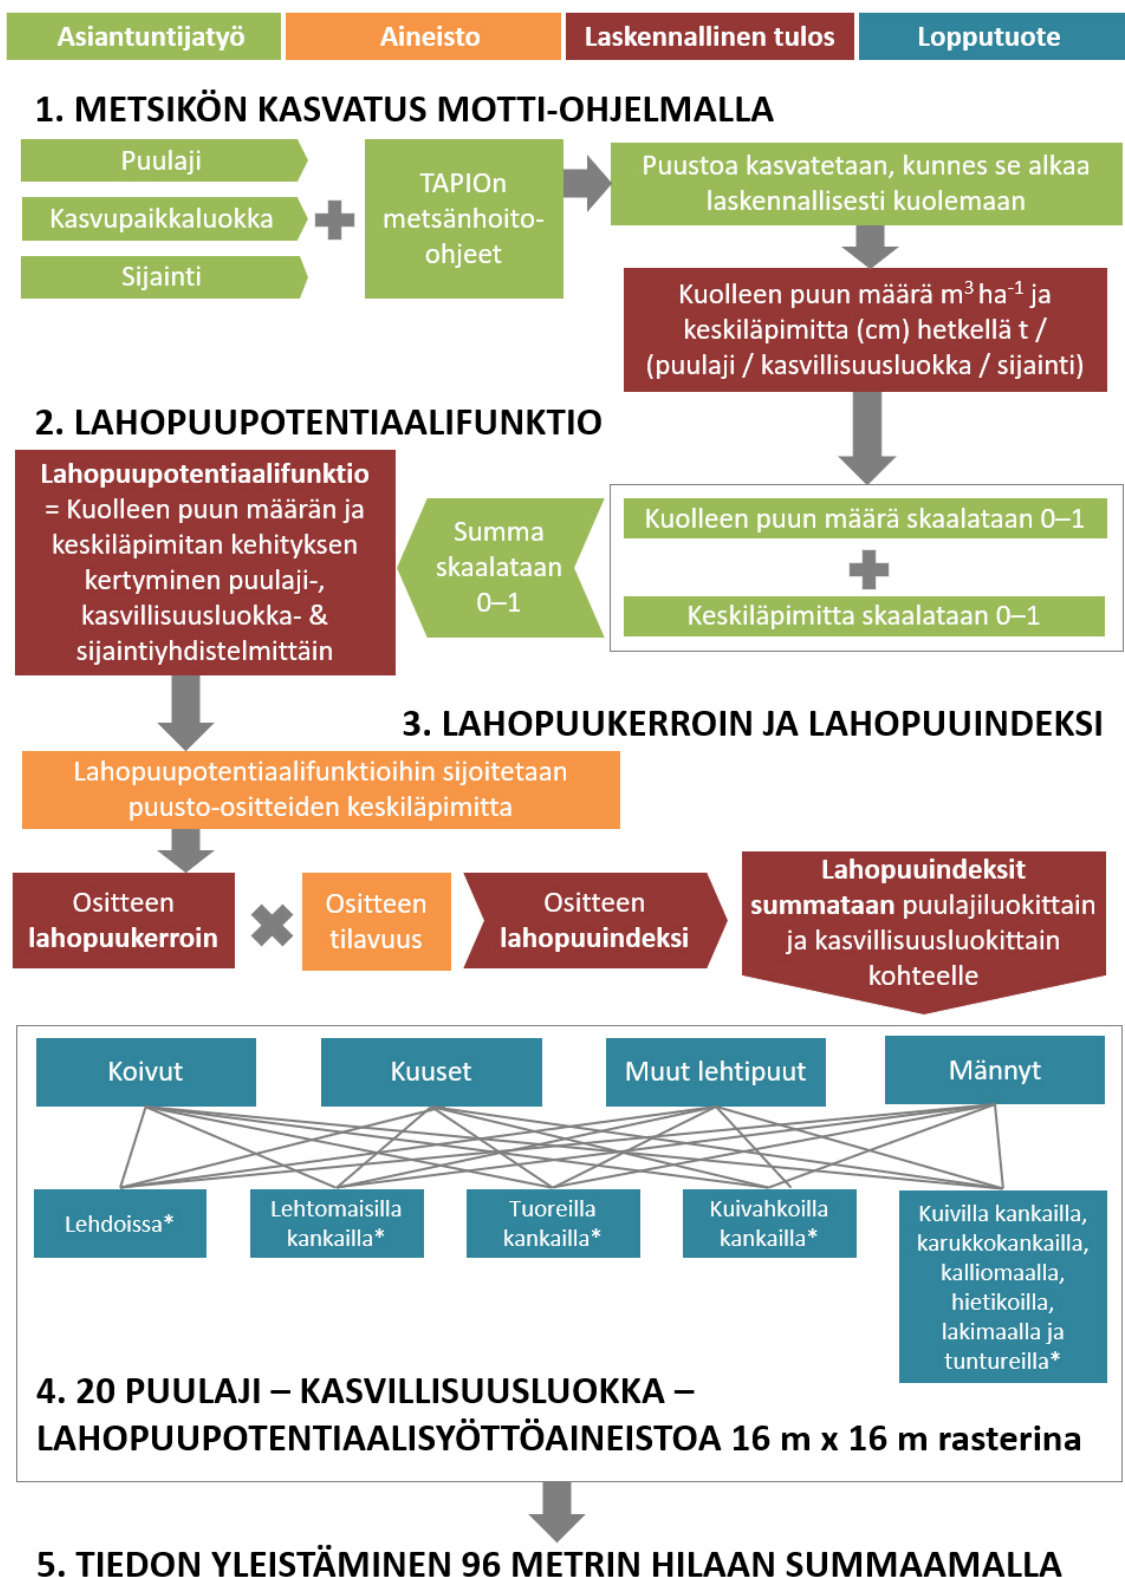 Asiantuntijatyö
Aineisto
Laskennallinen tulos
Lopputuote
1. METSIKÖN KASVATUS MOTTI-OHJELMALLA
Puulaji
Kasvupaikkaluokka
Sijainti
TAPIOn
metsänhoito-
ohjeet
Puustoa kasvatetaan, kunnes se alkaa
laskennallisesti kuolemaan
Kuolleen puun määrä m³ ha⁻¹ ja
keskiläpimitta (cm) hetkellä t /
(puulaji / kasvillisuusluokka / sijainti)
2. LAHOPUUPOTENTIAALIFUNKTIO
Kuolleen puun määrä skaalataan 0–1
Keskiläpimitta skaalataan 0–1
Summa
skaalataan
0–1
Lahopuupotentiaalifunktio
= Kuolleen puun määrän ja
keskiläpimitan kehityksen
kertyminen puulaji-,
kasvillisuusluokka- &
sijaintiyhdistelmittäin
3. LAHOPUUKERROIN JA LAHOPUUINDEKSI
Lahopuupotentiaalifunktioihin sijoitetaan
puusto-ositteiden keskiläpimitta
Ositteen
lahopuukerroin
Ositteen
tilavuus
Ositteen
lahopuuindeksi
Lahopuuindeksit
summataan puulajiluokittain
ja kasvillisuusluokittain
kohteelle
Koivut
Kuuset
Muut lehtipuut
Männyt
Lehdoissa*
Lehtomaisilla
kankailla*
Tuoreilla
kankailla*
Kuivahkoilla
kankailla*
Kuivilla kankailla,
karukkokankailla,
kalliomaalla,
hietikoilla,
lakimaalla ja
tuntureilla*
4. 20 PUULAJI – KASVILLISUUSLUOKKA –
LAHOPUUPOTENTIAALISYÖTTÖAINEISTOA 16 m x 16 m rasterina
5. TIEDON YLEISTÄMINEN 96 METRIN HILAAN SUMMAAMALLA